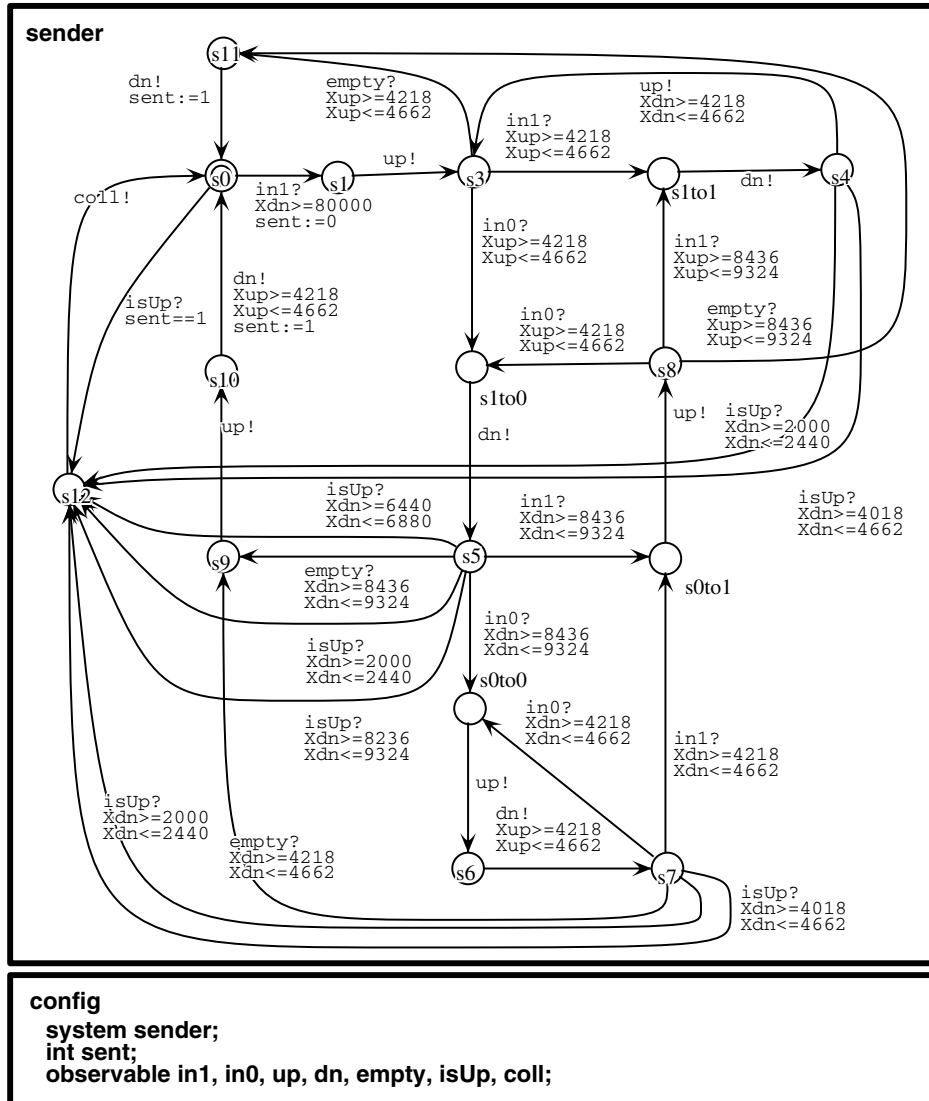 sender
s11
dn!
sent:=1
empty?
Xup>=4218
Xup<=4662
up!
Xdn>=4218
Xdn<=4662
in1?
Xup>=4218
Xup<=4662
s0
in1?
Xdn>=80000
sent:=0
s1
up!
s3
s1to1
dn!
s4
coll!
isUp?
sent==1
dn!
Xup>=4218
Xup<=4662
sent:=1
in0?
Xup>=4218
Xup<=4662
in1?
Xup>=8436
Xup<=9324
in0?
Xup>=4218
Xup<=4662
empty?
Xup>=8436
Xup<=9324
s10
s1to0
s8
up!
dn!
up!
isUp?
Xdn>=2000
Xdn<=2440
s12
isUp?
Xdn>=6440
Xdn<=6880
in1?
Xdn>=8436
Xdn<=9324
isUp?
Xdn>=4018
Xdn<=4662
s9
s5
s0to1
empty?
Xdn>=8436
Xdn<=9324
in0?
Xdn>=8436
Xdn<=9324
isUp?
Xdn>=2000
Xdn<=2440
s0to0
isUp?
Xdn>=8236
Xdn<=9324
in0?
Xdn>=4218
Xdn<=4662
in1?
Xdn>=4218
Xdn<=4662
up!
isUp?
Xdn>=2000
Xdn<=2440
dn!
Xup>=4218
Xup<=4662
empty?
Xdn>=4218
Xdn<=4662
s6
s7
isUp?
Xdn>=4018
Xdn<=4662
config
system sender;
int sent;
observable in1, in0, up, dn, empty, isUp, coll;